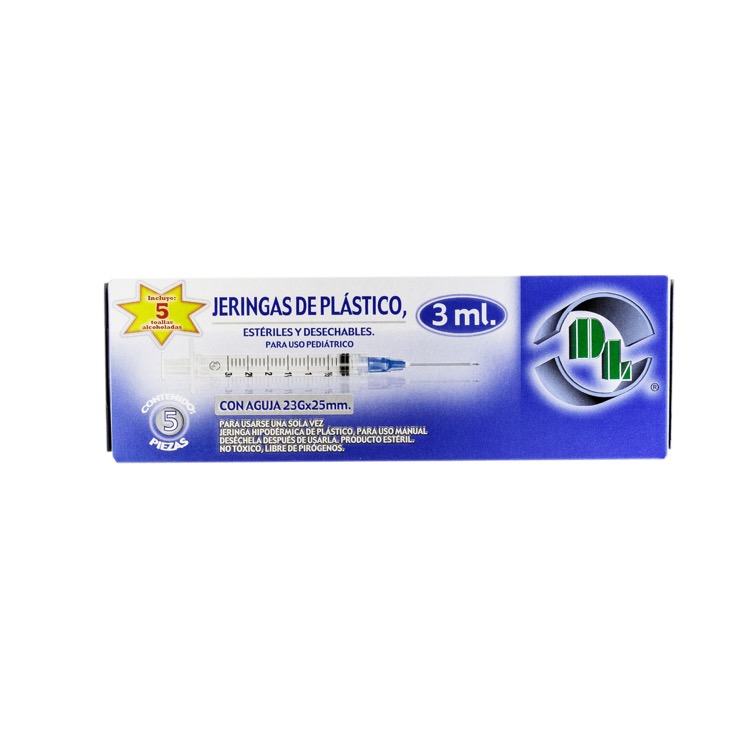 Incluye:
5
toallas
alcoholadas
JERINGAS DE PLÁSTICO,
3 ml.
ESTÉRILES Y DESECHABLES.
PARA USO PEDIÁTRICO
CONTENIDO:
5
PIEZAS
CON AGUJA 23Gx25mm.
PARA USARSE UNA SOLA VEZ
JERINGA HIPODÉRMICA DE PLÁSTICO, PARA USO MANUAL
DESÉCHELA DESPUÉS DE USARLA. PRODUCTO ESTÉRIL.
NO TÓXICO, LIBRE DE PIRÓGENOS.
DL
®